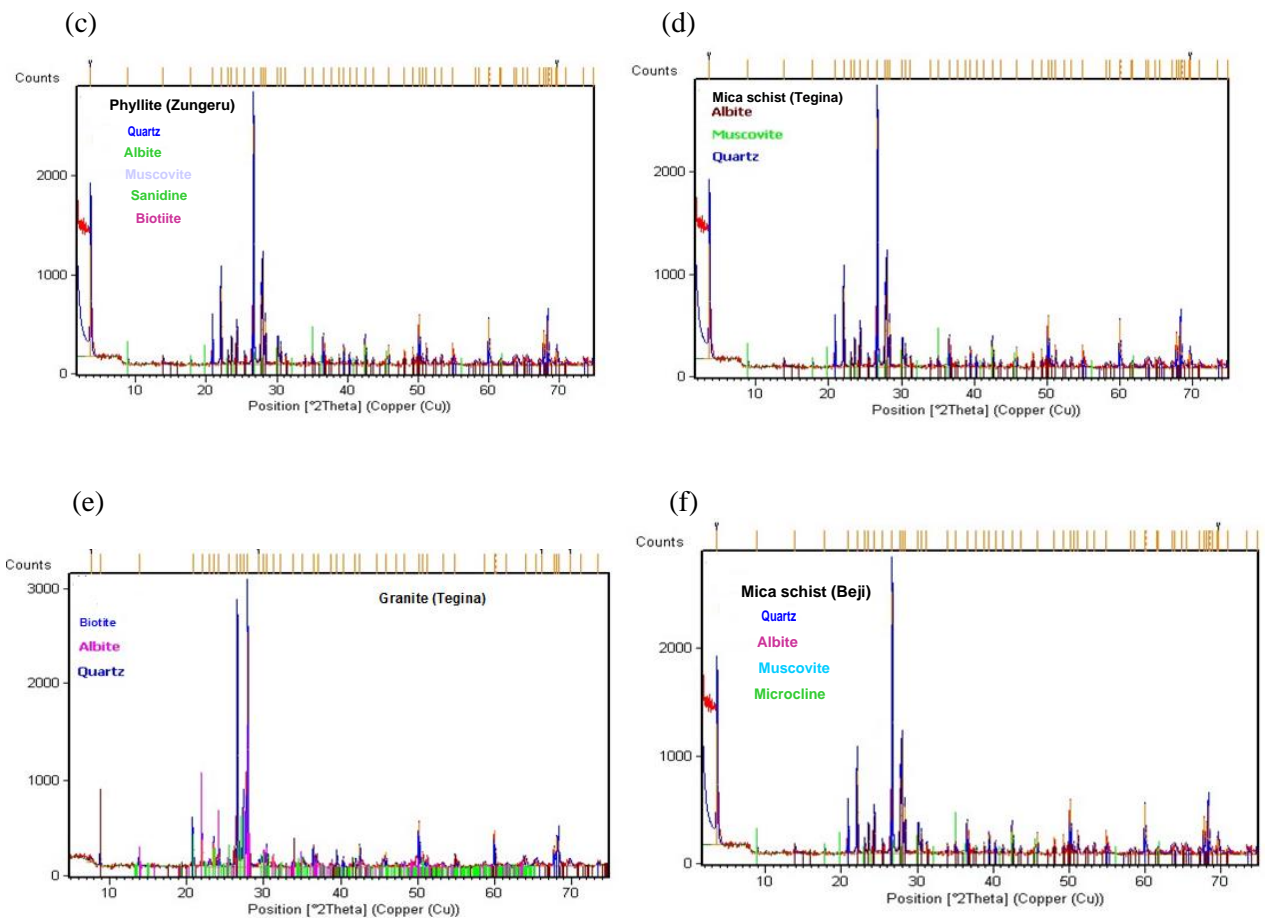 (c)
Counts
Phyllite (Zungeru)
Quartz
Albite
Muscovite
Sanidine
Biotiite
2000
1000
0
10 20 30 40 50 60 70
Position [°2Theta] (Copper (Cu))
(d)
Counts
Mica schist (Tegina)
Albite
Muscovite
Quartz
2000
1000
0
10 20 30 40 50 60 70
Position [°2Theta] (Copper (Cu))
(e)
Counts
Granite (Tegina)
Biotite
Albite
Quartz
3000
2000
1000
0
10 20 30 40 50 60 70
Position [°2Theta] (Copper (Cu))
(f)
Counts
Mica schist (Beji)
Quartz
Albite
Muscovite
Microcline
2000
1000
0
10 20 30 40 50 60 70
Position [°2Theta] (Copper (Cu))